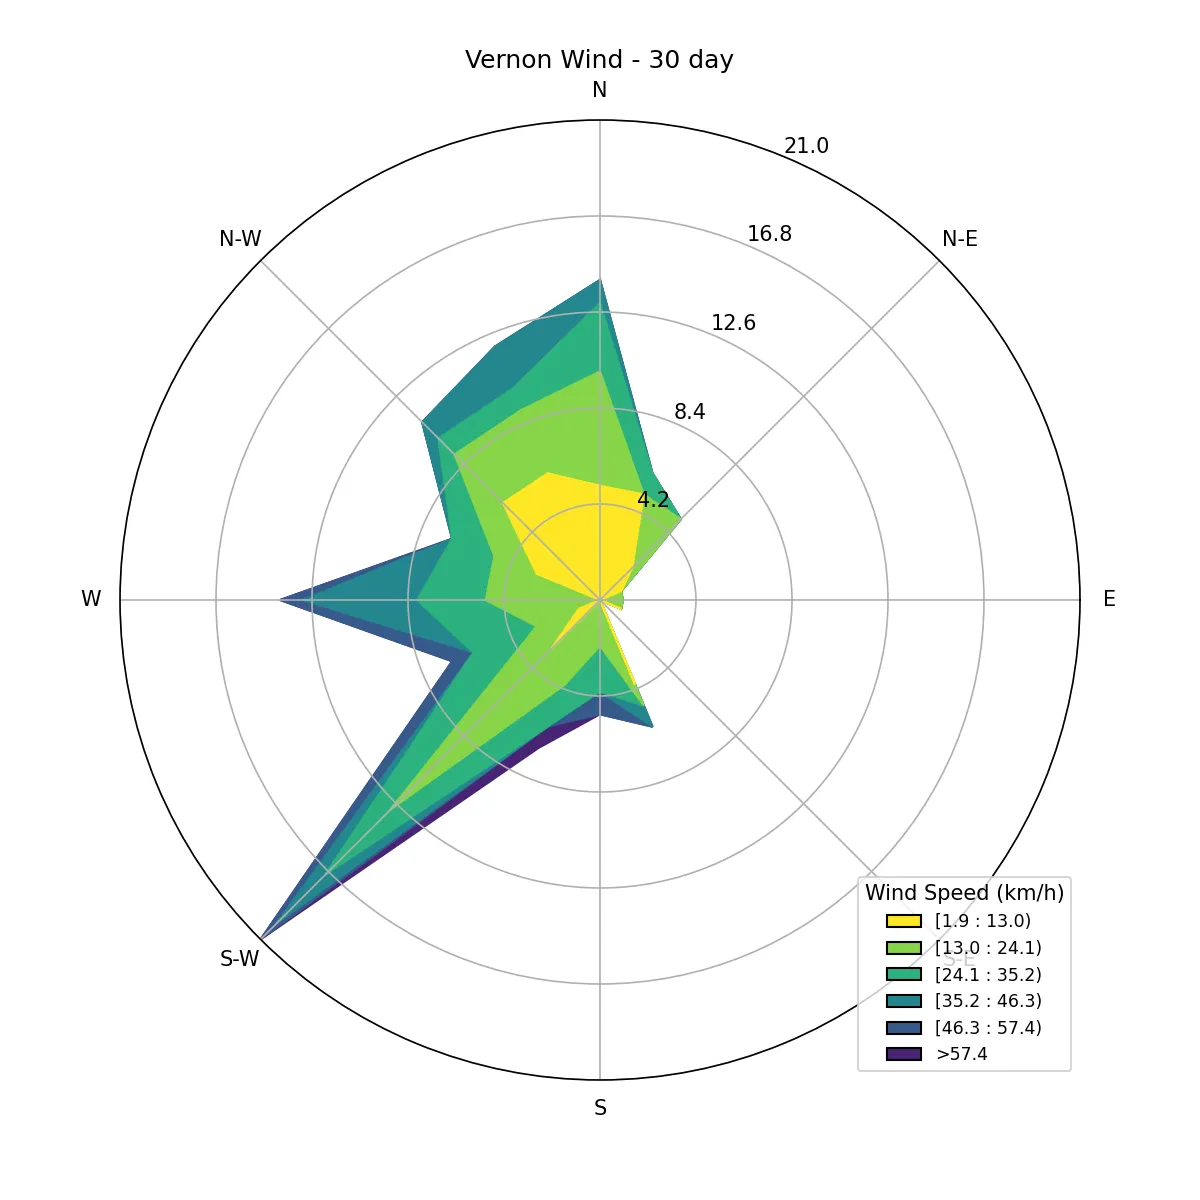 Vernon Wind - 30 day
N
21.0
16.8
N-W
N-E
12.6
8.4
4.2
W
E
S-W
S-E
Wind Speed (km/h)
[1.9 : 13.0)
[13.0 : 24.1)
[24.1 : 35.2)
[35.2 : 46.3)
[46.3 : 57.4)
>57.4
S